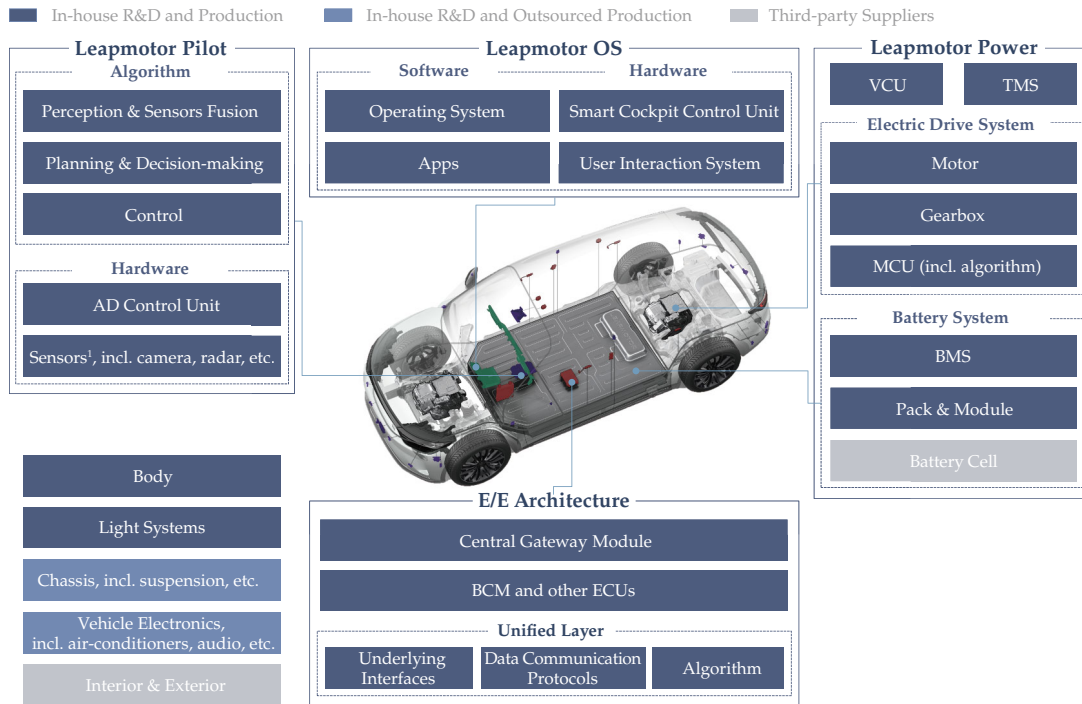 In-house R&D and Production
In-house R&D and Outsourced Production
Third-party Suppliers
Leapmotor Pilot
Algorithm
Perception & Sensors Fusion
Planning & Decision-making
Control
Hardware
AD Control Unit
Sensors¹, incl. camera, radar, etc.
Body
Light Systems
Chassis, incl. suspension, etc.
Vehicle Electronics,
incl. air-conditioners, audio, etc.
Interior & Exterior
Leapmotor OS
Software
Hardware
Operating System
Smart Cockpit Control Unit
Apps
User Interaction System
E/E Architecture
Central Gateway Module
BCM and other ECUs
Unified Layer
Underlying
Interfaces
Data Communication
Protocols
Algorithm
Leapmotor Power
VCU
TMS
Electric Drive System
Motor
Gearbox
MCU (incl. algorithm)
Battery System
BMS
Pack & Module
Battery Cell